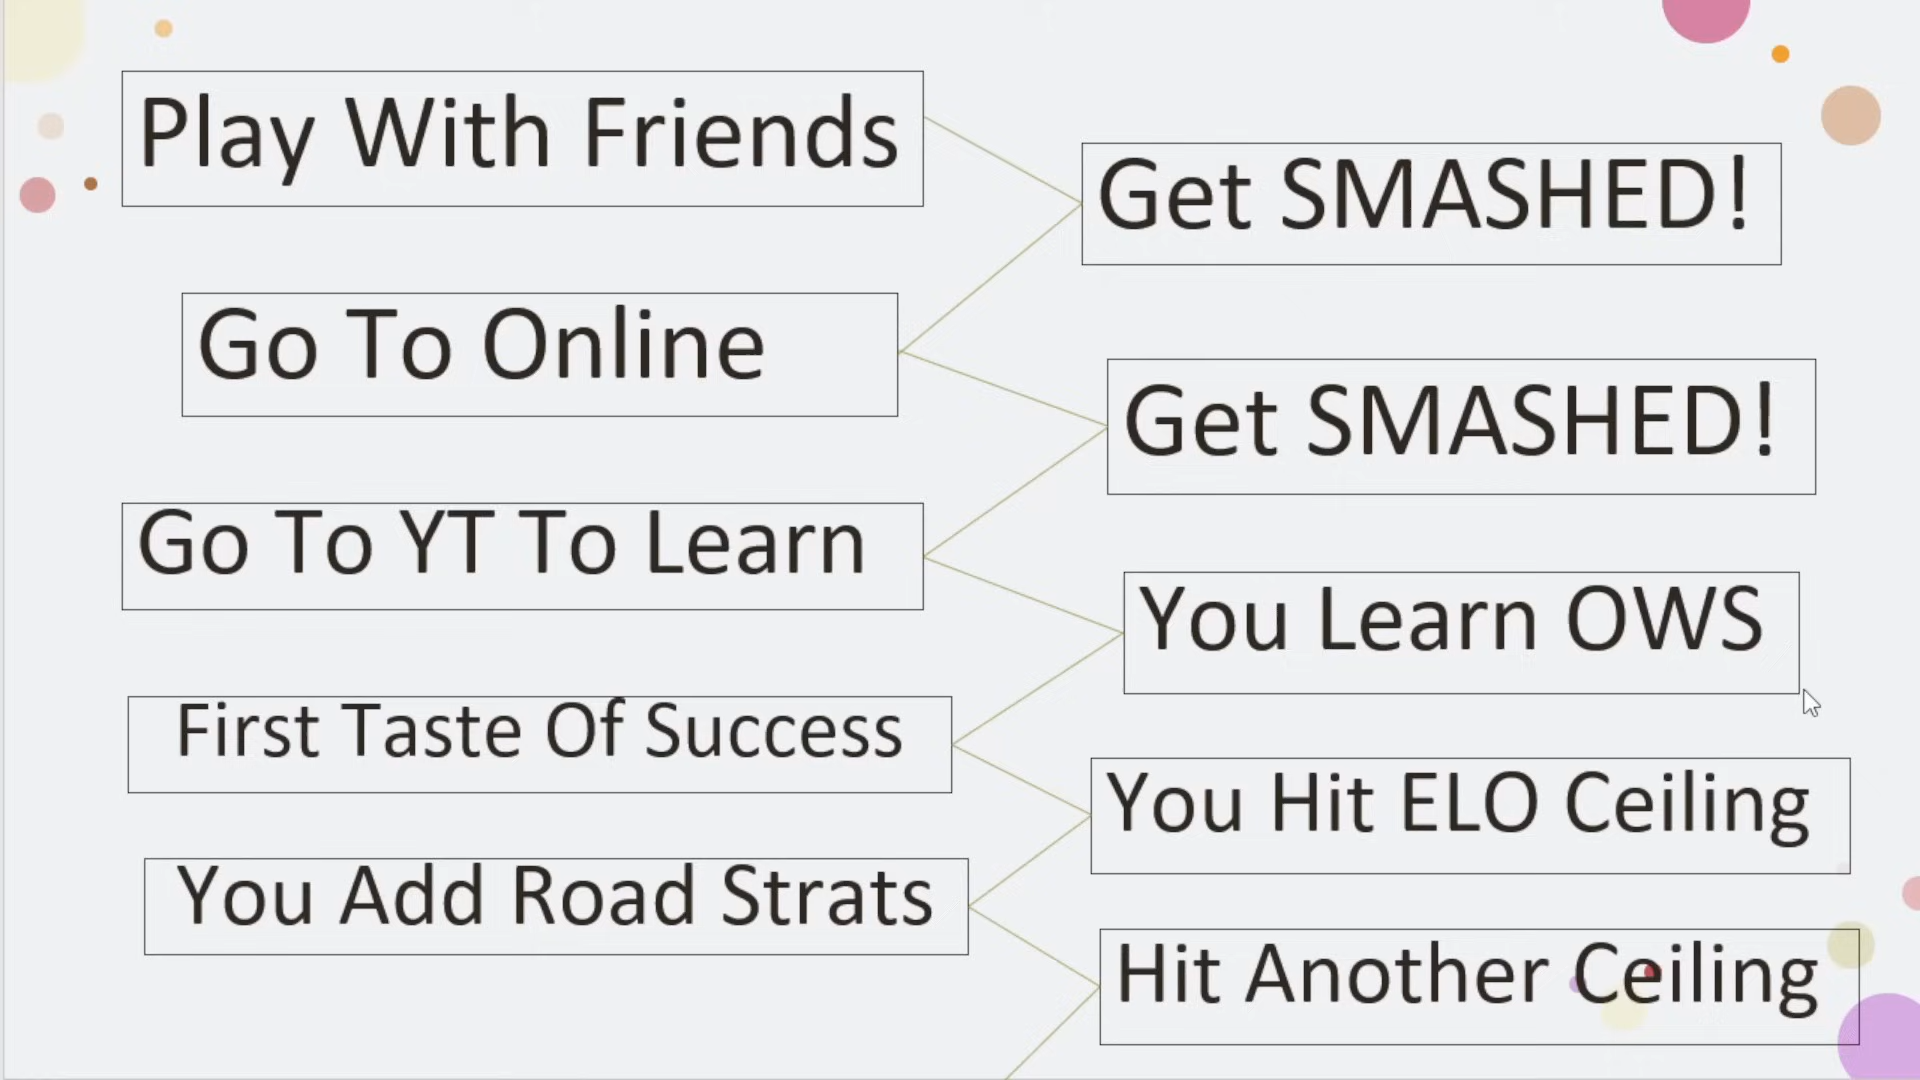 Play With Friends
Get SMASHED!
Go To Online
Get SMASHED!
Go To YT To Learn
You Learn OWS
First Taste Of Success
You Hit ELO Ceiling
You Add Road Strats
Hit Another Ceiling